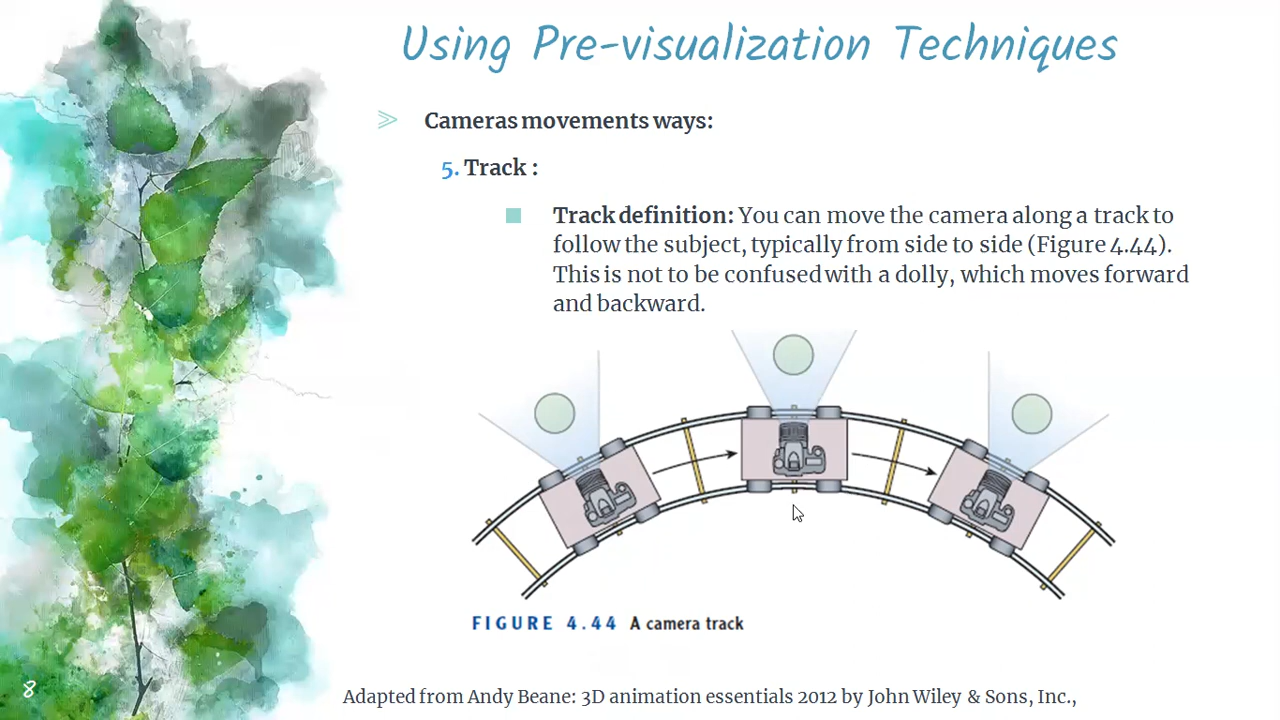 Using Pre-visualization Techniques
Cameras movements ways:
5. Track :
Track definition: You can move the camera along a track to
follow the subject, typically from side to side (Figure 4.44).
This is not to be confused with a dolly, which moves forward
and backward.
FIGURE 4.44 A camera track
8
Adapted from Andy Beane: 3D animation essentials 2012 by John Wiley & Sons, Inc.,